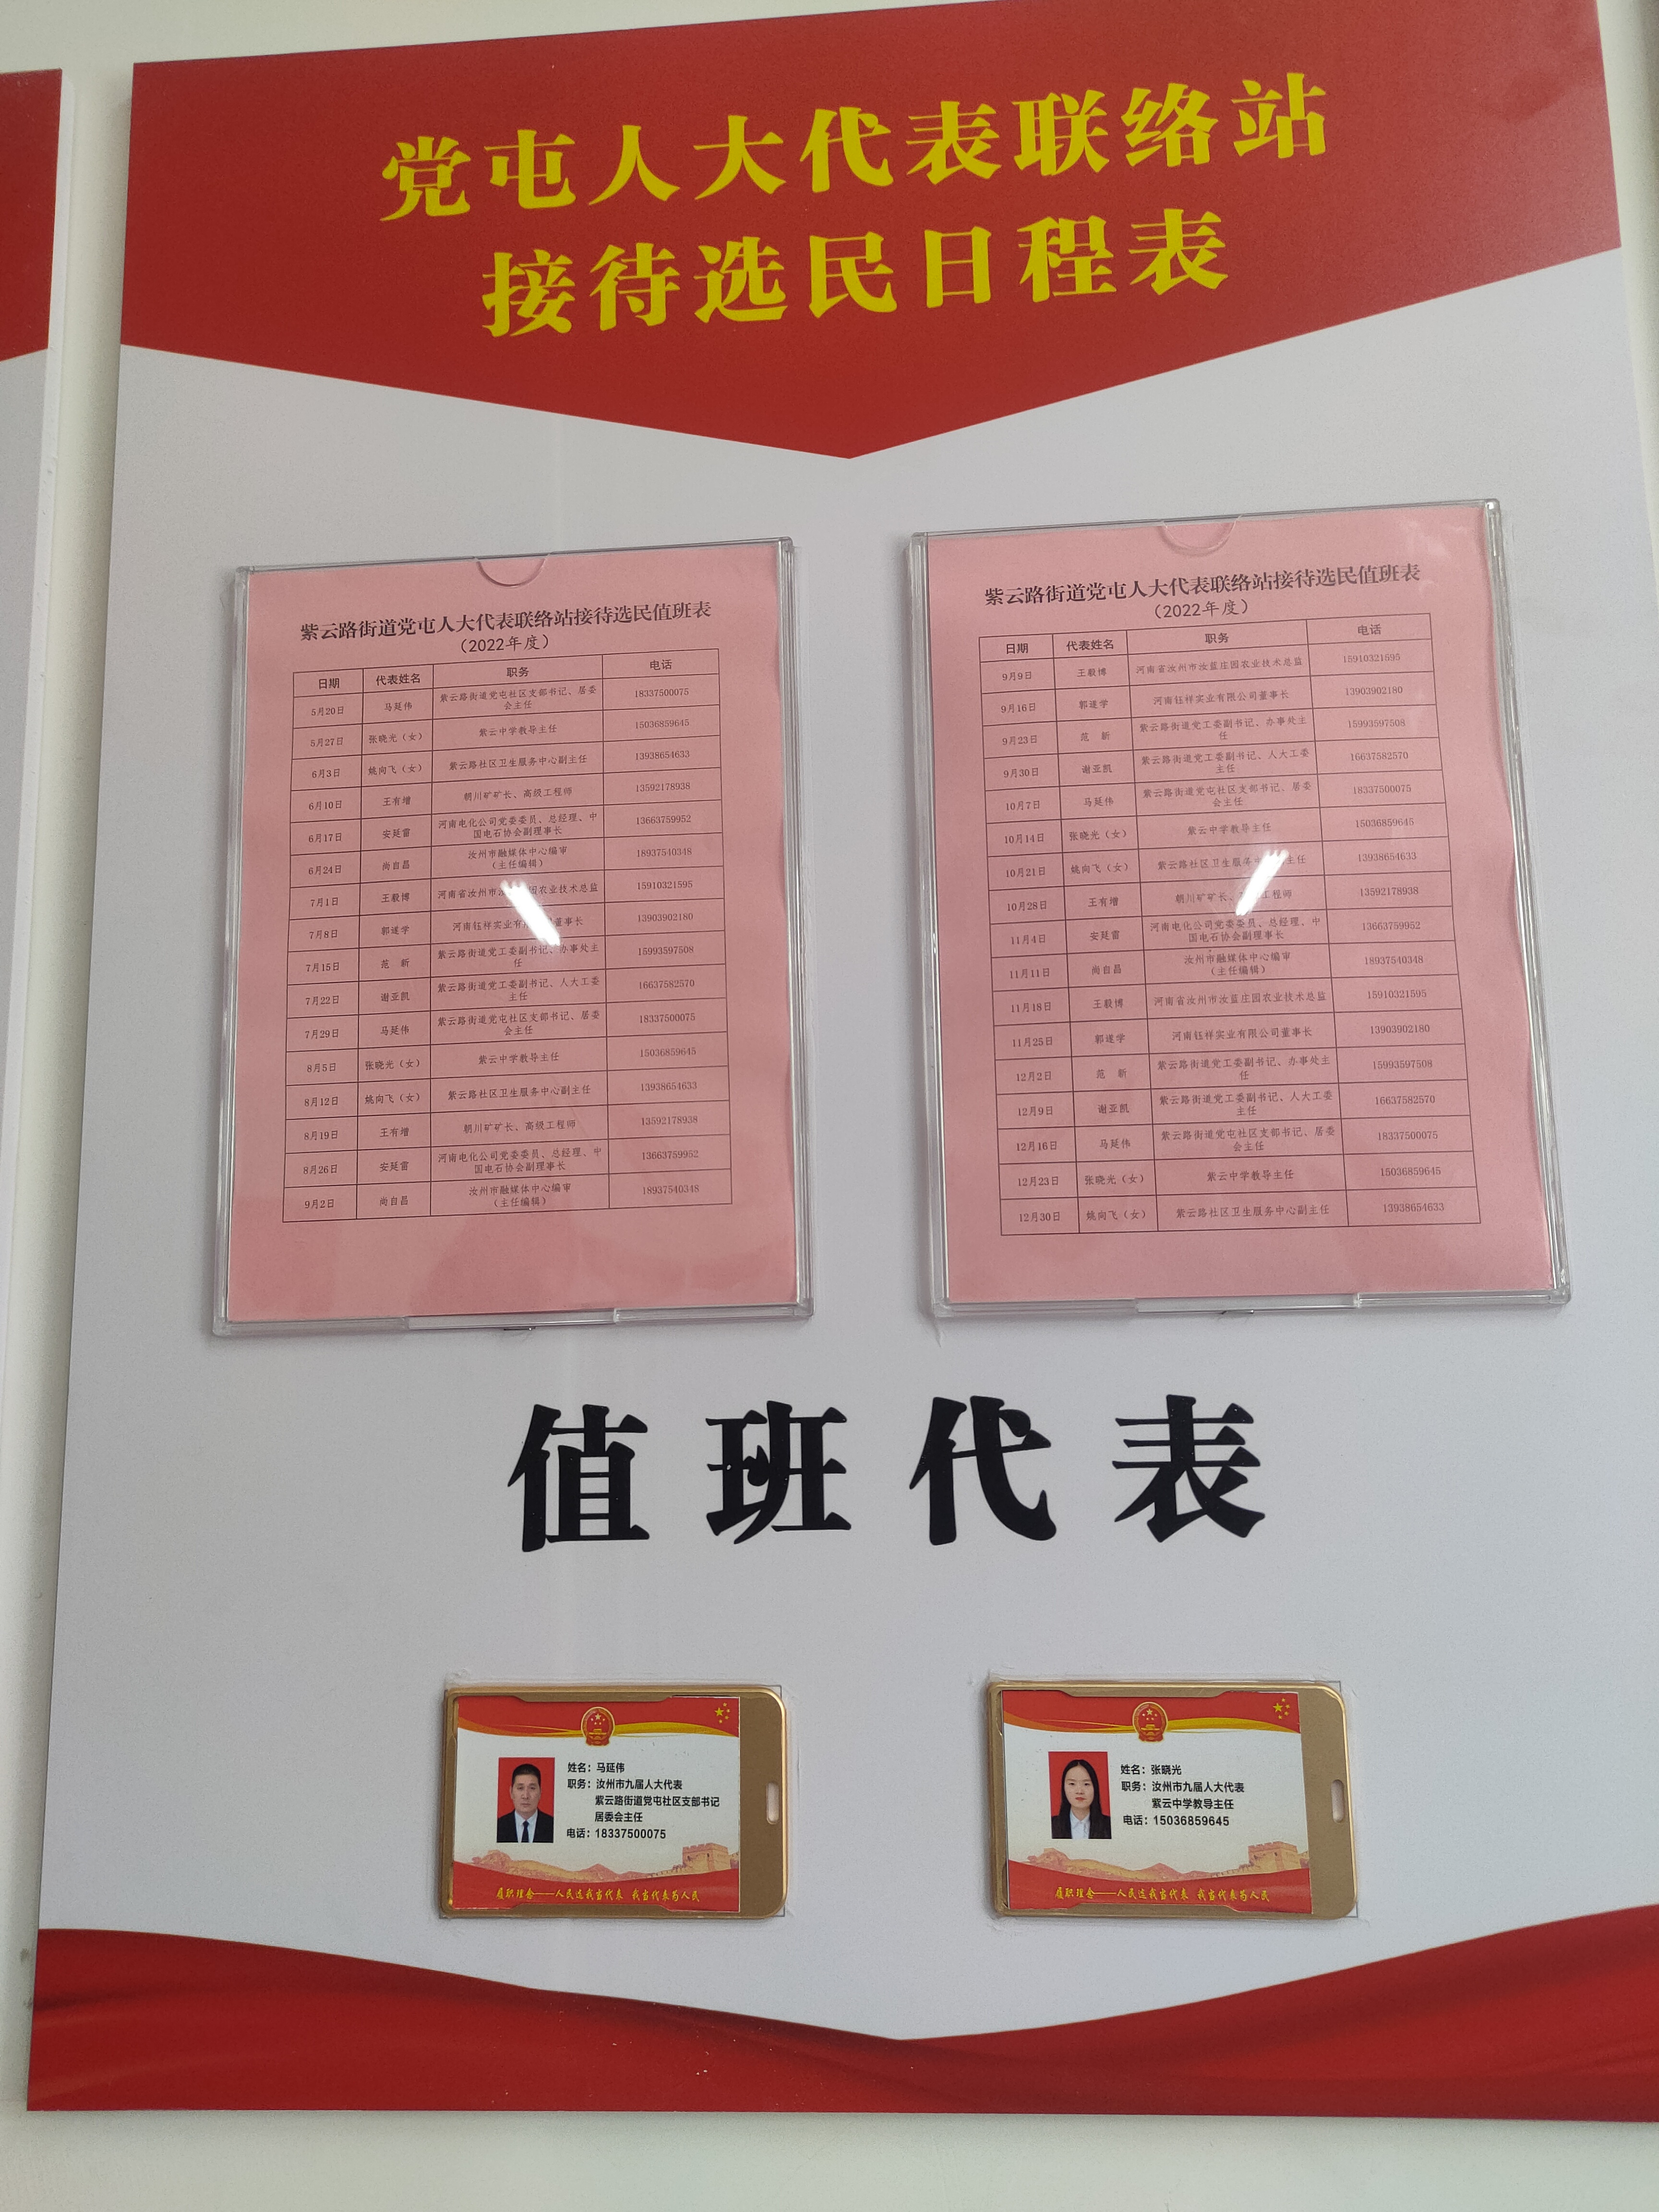 党屯人大代表联络站
接待选民日程表
紫云路街道党屯人大代表联络站接待选民值班表
（2022年度）
日期 代表姓名 职务 电话
5月20日 马延伟 紫云路街道党屯社区支部书记、居委会主任 18337500075
5月27日 张晓光（女） 紫云中学教导主任 15036859645
6月3日 姚向飞（女） 紫云路社区卫生服务中心副主任 13938654633
6月10日 王有增 朝川矿矿长、高级工程师 13592178938
6月17日 安延雷 河南电化公司党委委员、总经理、中国电石协会副理事长 13663759952
6月24日 尚自昌 汝州市融媒体中心编审（主任编辑） 18937540348
7月1日 王毅博 河南省汝州市汝 园农业技术总监 15910321595
7月8日 郭遂学 河南钰祥实业有 董事长 13903902180
7月15日 范 新 紫云路街道党工委副书记、办事处主任 15993597508
7月22日 谢亚凯 紫云路街道党工委副书记、人大工委主任 16637582570
7月29日 马延伟 紫云路街道党屯社区支部书记、居委会主任 18337500075
8月5日 张晓光（女） 紫云中学教导主任 15036859645
8月12日 姚向飞（女） 紫云路社区卫生服务中心副主任 13938654633
8月19日 王有增 朝川矿矿长、高级工程师 13592178938
8月26日 安延雷 河南电化公司党委委员、总经理、中国电石协会副理事长 13663759952
9月2日 尚自昌 汝州市融媒体中心编审（主任编辑） 18937540348
紫云路街道党屯人大代表联络站接待选民值班表
（2022年度）
日期 代表姓名 职务 电话
9月9日 王毅博 河南省汝州市汝蓝庄园农业技术总监 15910321595
9月16日 郭遂学 河南钰祥实业有限公司董事长 13903902180
9月23日 范 新 紫云路街道党工委副书记、办事处主任 15993597508
9月30日 谢亚凯 紫云路街道党工委副书记、人大工委主任 16637582570
10月7日 马延伟 紫云路街道党屯社区支部书记、居委会主任 18337500075
10月14日 张晓光（女） 紫云中学教导主任 15036859645
10月21日 姚向飞（女） 紫云路社区卫生服务 主任 13938654633
10月28日 王有增 朝川矿矿长、 工程师 13592178938
11月4日 安延雷 河南电化公司党委委员、总经理、中国电石协会副理事长 13663759952
11月11日 尚自昌 汝州市融媒体中心编审（主任编辑） 18937540348
11月18日 王毅博 河南省汝州市汝蓝庄园农业技术总监 15910321595
11月25日 郭遂学 河南钰祥实业有限公司董事长 13903902180
12月2日 范 新 紫云路街道党工委副书记、办事处主任 15993597508
12月9日 谢亚凯 紫云路街道党工委副书记、人大工委主任 16637582570
12月16日 马延伟 紫云路街道党屯社区支部书记、居委会主任 18337500075
12月23日 张晓光（女） 紫云中学教导主任 15036859645
12月30日 姚向飞（女） 紫云路社区卫生服务中心副主任 13938654633
值班代表
姓名：马延伟
职务：汝州市九届人大代表
紫云路街道党屯社区支部书记
居委会主任
电话：18337500075
履职理念——人民选我当代表 我当代表为人民
姓名：张晓光
职务：汝州市九届人大代表
紫云中学教导主任
电话：15036859645
履职理念——人民选我当代表 我当代表为人民